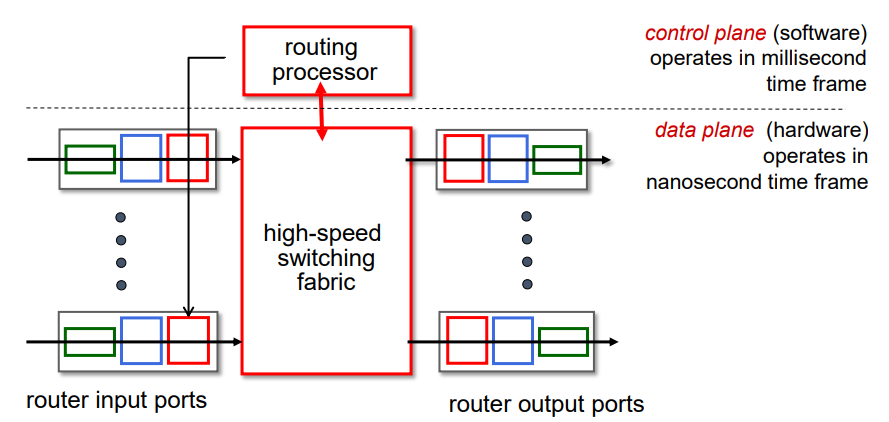 routing
processor
control plane (software)
operates in millisecond
time frame
data plane (hardware)
operates in
nanosecond time frame
high-speed
switching
fabric
router input ports
router output ports